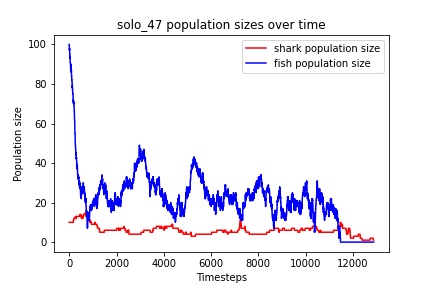 solo_47 population sizes over time
shark population size
fish population size
Population size
100
80
60
40
20
0
0
2000
4000
6000
8000
10000
12000
Timesteps